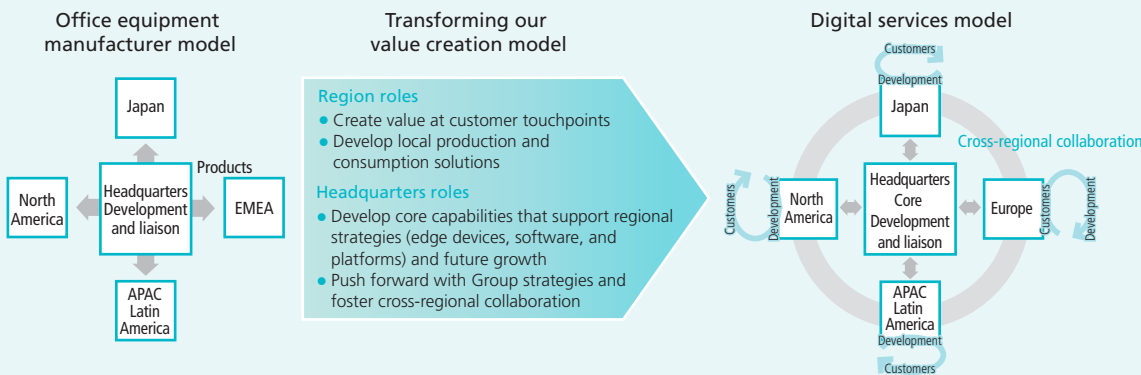 Office equipment
manufacturer model
Japan
North
America
Headquarters
Development
and liaison
Products
EMEA
APAC
Latin
America
Transforming our
value creation model
Region roles
● Create value at customer touchpoints
● Develop local production and
consumption solutions
Headquarters roles
● Develop core capabilities that support regional
strategies (edge devices, software, and
platforms) and future growth
● Push forward with Group strategies and
foster cross-regional collaboration
Digital services model
Customers
Development
Japan
Cross-regional collaboration
Customers
Development
North
America
Headquarters
Core
Development
and liaison
Europe
Customers
Development
APAC
Latin
America
Development
Customers